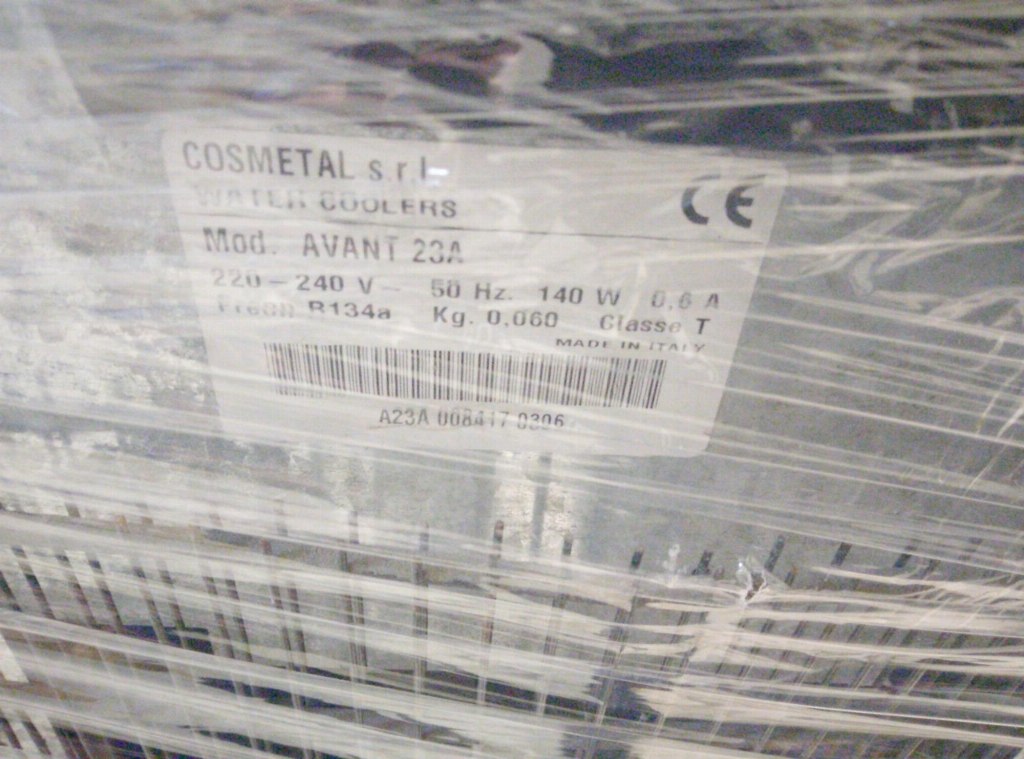 COSMETAL s.r.l.
WATER COOLERS
CE
Mod. AVANT 23A
220-240 V~ 50 Hz. 140 W 0,6 A
Freon R134a Kg. 0,060 Classe T
MADE IN ITALY
A23A 008417 0306